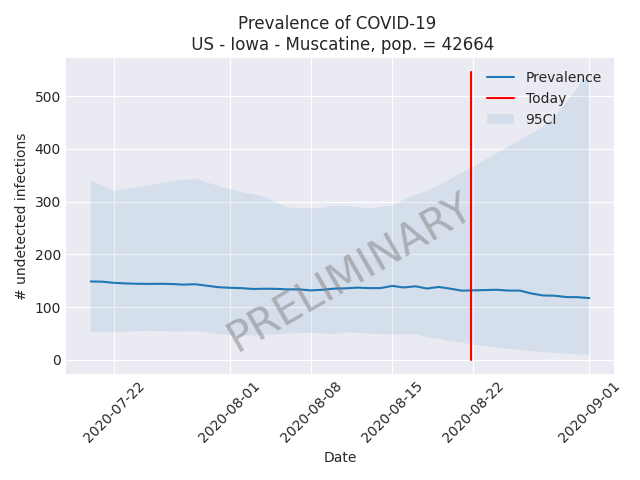 Prevalence of COVID-19
US - Iowa - Muscatine, pop. = 42664
Prevalence
Today
95CI
500
400
300
200
100
0
# undetected infections
PRELIMINARY
2020-07-22
2020-08-01
2020-08-08
2020-08-15
2020-08-22
2020-09-01
Date